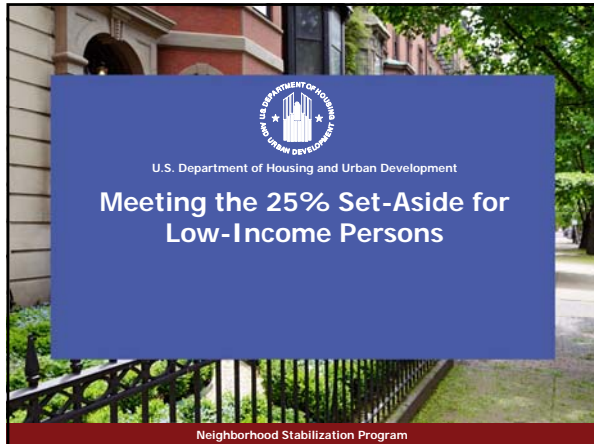 U.S. DEPARTMENT OF HOUSING
AND URBAN DEVELOPMENT
U.S. Department of Housing and Urban Development
Meeting the 25% Set-Aside for
Low-Income Persons
Neighborhood Stabilization Program